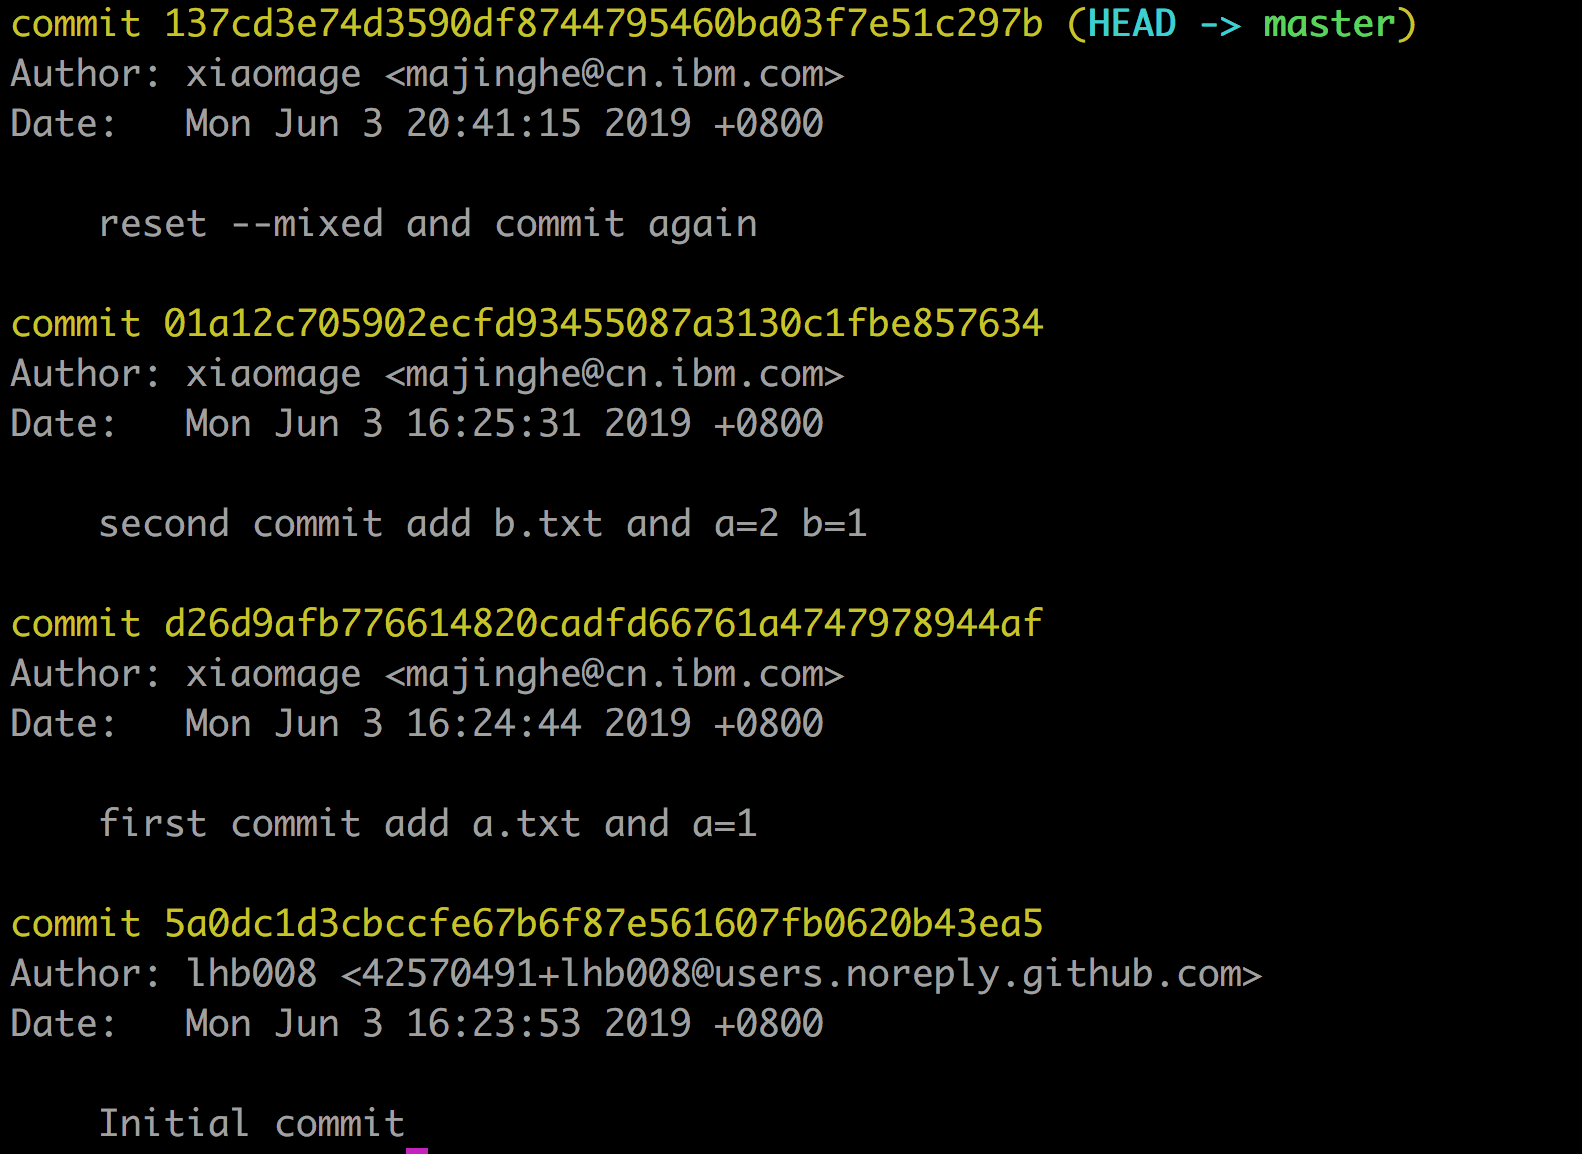 commit 137cd3e74d3590df8744795460ba03f7e51c297b (HEAD -> master)
Author: xiaomage <majinghe@cn.ibm.com>
Date:   Mon Jun 3 20:41:15 2019 +0800

    reset --mixed and commit again

commit 01a12c705902ecfd93455087a3130c1fbe857634
Author: xiaomage <majinghe@cn.ibm.com>
Date:   Mon Jun 3 16:25:31 2019 +0800

    second commit add b.txt and a=2 b=1

commit d26d9afb776614820cadfd66761a4747978944af
Author: xiaomage <majinghe@cn.ibm.com>
Date:   Mon Jun 3 16:24:44 2019 +0800

    first commit add a.txt and a=1

commit 5a0dc1d3cbccfe67b6f87e561607fb0620b43ea5
Author: lhb008 <42570491+lhb008@users.noreply.github.com>
Date:   Mon Jun 3 16:23:53 2019 +0800

    Initial commit